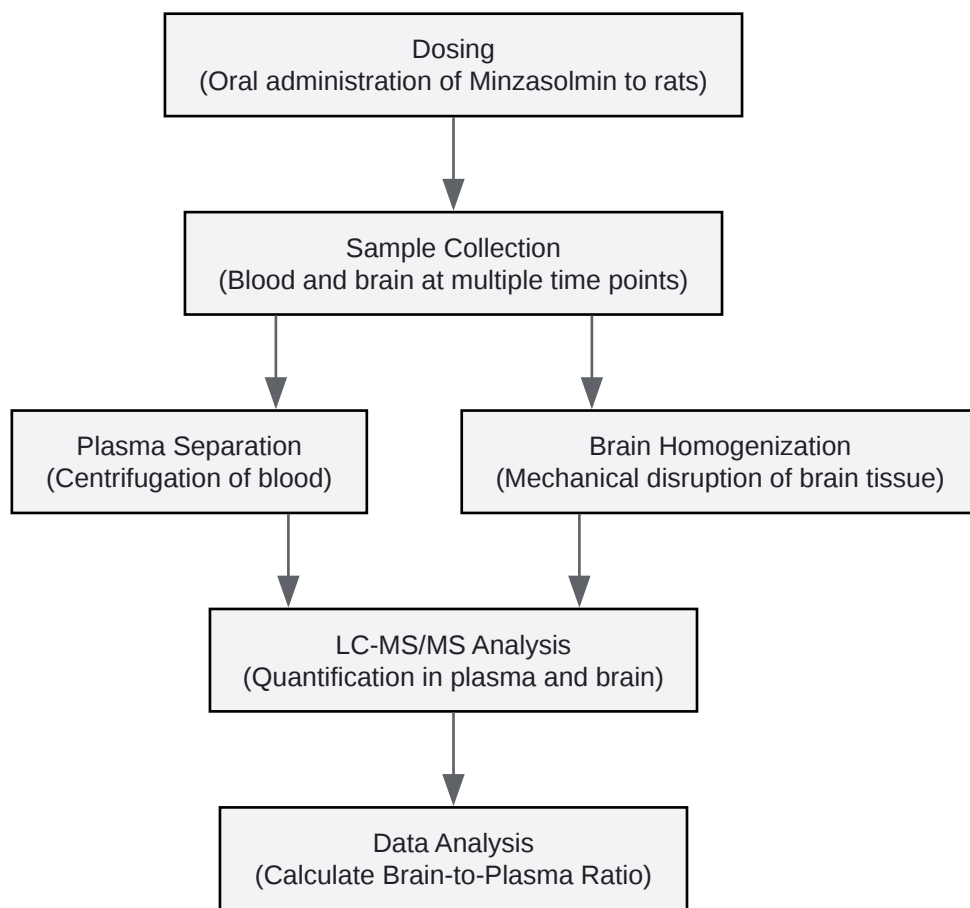 Dosing
(Oral administration of Minzasolmin to rats)
Sample Collection
(Blood and brain at multiple time points)
Plasma Separation
(Centrifugation of blood)
Brain Homogenization
(Mechanical disruption of brain tissue)
LC-MS/MS Analysis
(Quantification in plasma and brain)
Data Analysis
(Calculate Brain-to-Plasma Ratio)